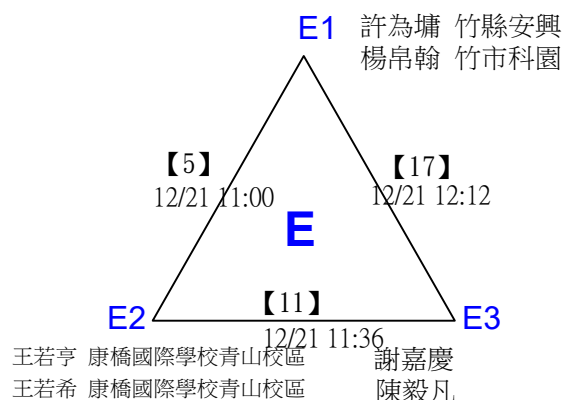 E1 許為墉 竹縣安興
楊帛翰 竹市科園
【5】
12/21 11:00
【17】
12/21 12:12
E
【11】
12/21 11:36
E2
E3
王若亨 康橋國際學校青山校區
王若希 康橋國際學校青山校區
謝嘉慶
陳毅凡